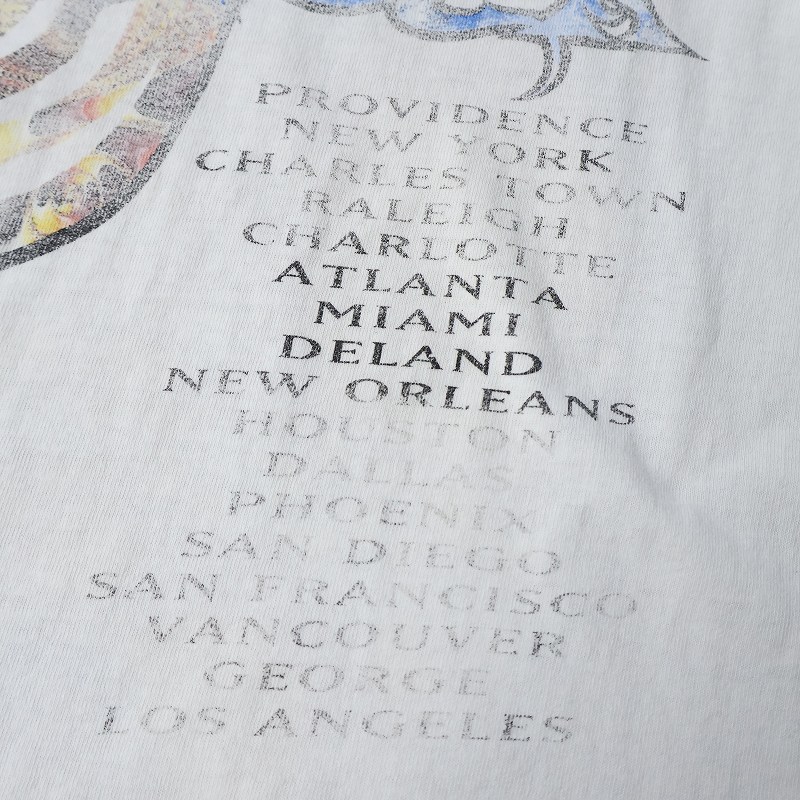 PROVIDENCE
NEW YORK
CHARLES TOWN
RALEIGH
CHARLOTTE
ATLANTA
MIAMI
DELAND
NEW ORLEANS
HOUSTON
DALLAS
PHOENIX
SAN DIEGO
SAN FRANCISCO
VANCOUVER
GEORGE
LOS ANGELES